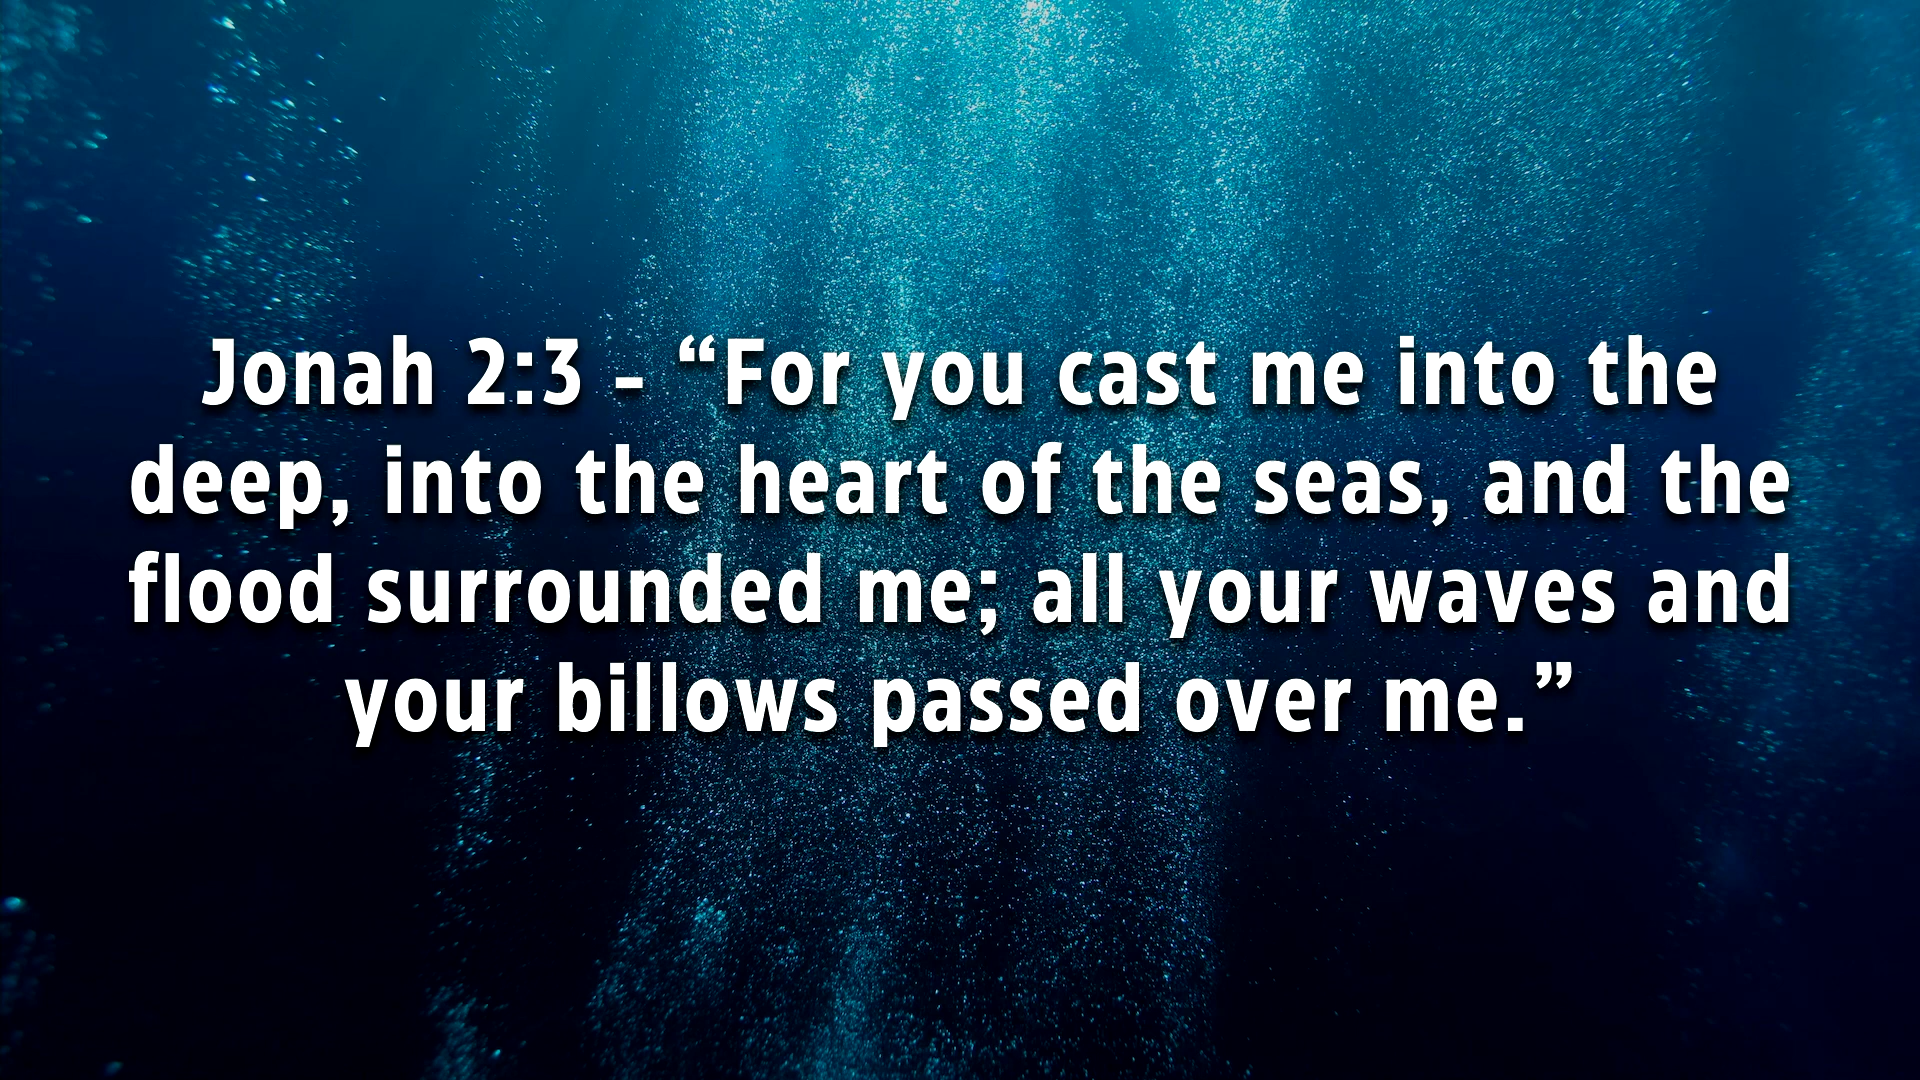 Jonah 2:3 - “For you cast me into the
deep, into the heart of the seas, and the
flood surrounded me; all your waves and
your billows passed over me.”